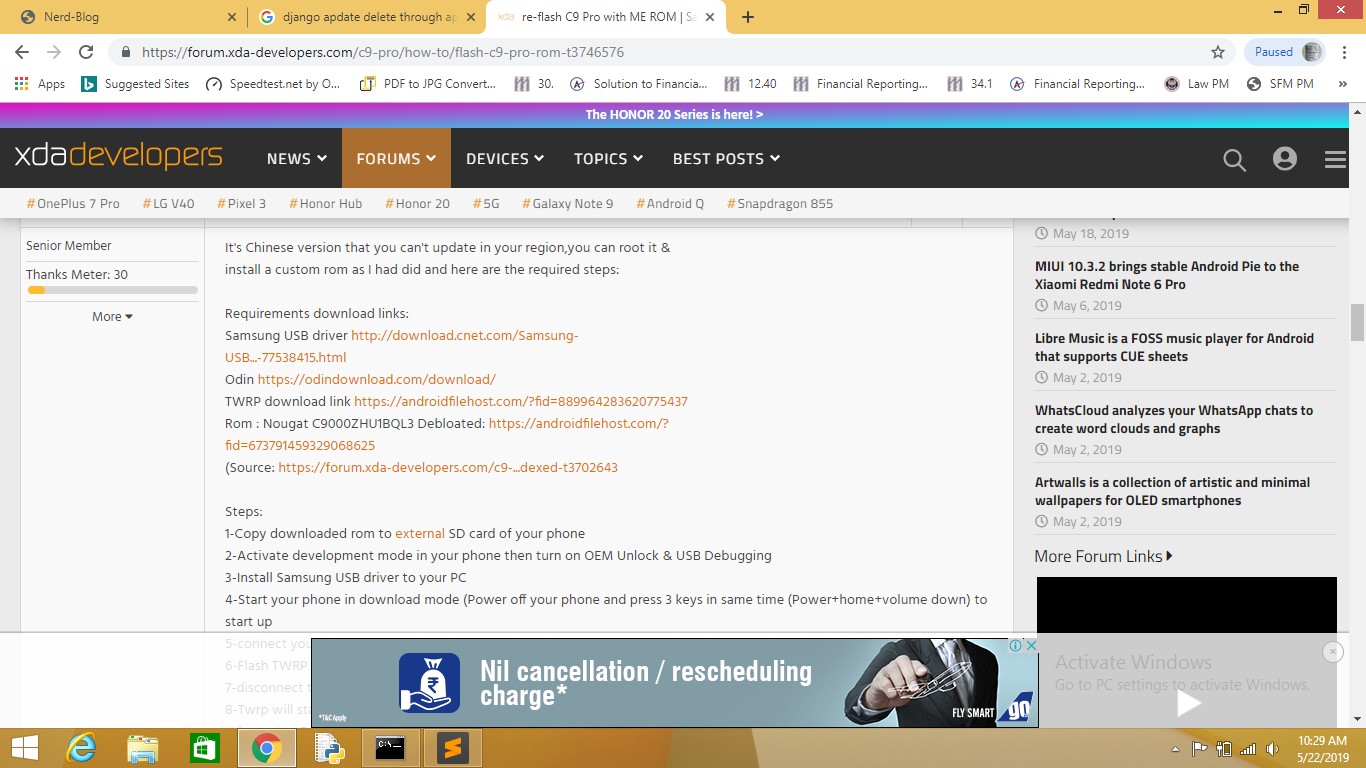 Nerd-Blog
django apdate delete through ap
re-flash C9 Pro with ME ROM | Sa
https://forum.xda-developers.com/c9-pro/how-to/flash-c9-pro-rom-t3746576
Paused
Apps
Suggested Sites
Speedtest.net by O...
PDF to JPG Convert...
30.
Solution to Financia...
12.40
Financial Reporting...
34.1
Financial Reporting...
Law PM
SFM PM
»
The HONOR 20 Series is here! >
xdadevelopers
NEWS
FORUMS
DEVICES
TOPICS
BEST POSTS
#OnePlus 7 Pro
#LG V40
#Pixel 3
#Honor Hub
#Honor 20
#5G
#Galaxy Note 9
#Android Q
#Snapdragon 855
Senior Member
Thanks Meter: 30
More
It's Chinese version that you can't update in your region,you can root it &
install a custom rom as I had did and here are the required steps:
Requirements download links:
Samsung USB driver http://download.cnet.com/Samsung-
USB...-77538415.html
Odin https://odindownload.com/download/
TWRP download link https://androidfilehost.com/?fid=889964283620775437
Rom : Nougat C9000ZHU1BQL3 Debloated: https://androidfilehost.com/?
fid=673791459329068625
(Source: https://forum.xda-developers.com/c9-...dexed-t3702643
Steps:
1-Copy downloaded rom to external SD card of your phone
2-Activate development mode in your phone then turn on OEM Unlock & USB Debugging
3-Install Samsung USB driver to your PC
4-Start your phone in download mode (Power off your phone and press 3 keys in same time (Power+home+volume down) to
start up
5-connect you
6-Flash TWRP
7-disconnect t
8-Twrp will sta
May 18, 2019
MIUI 10.3.2 brings stable Android Pie to the
Xiaomi Redmi Note 6 Pro
May 6, 2019
Libre Music is a FOSS music player for Android
that supports CUE sheets
May 2, 2019
WhatsCloud analyzes your WhatsApp chats to
create word clouds and graphs
May 2, 2019
Artwalls is a collection of artistic and minimal
wallpapers for OLED smartphones
May 2, 2019
More Forum Links
Nil cancellation / rescheduling
charge*
*T&C Apply
FLY SMART
go
Activate Windows
Go to PC settings to activate Windows.
10:29 AM
5/22/2019